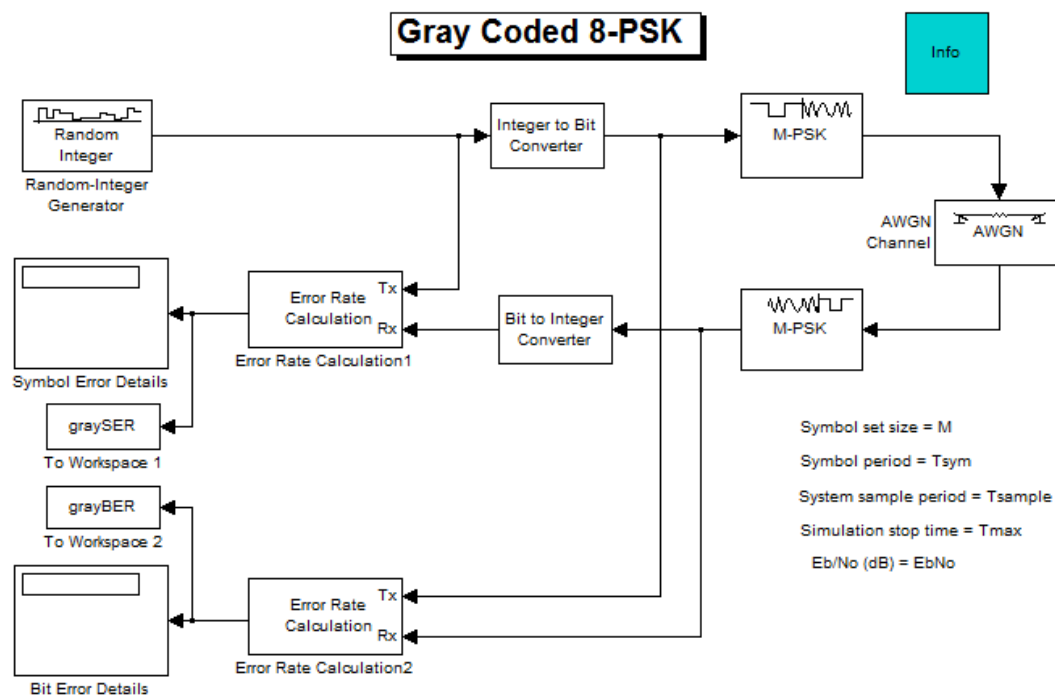 Gray Coded 8-PSK
Info
Random
Integer
Random-Integer
Generator
Integer to Bit
Converter
M-PSK
AWGN
Channel
AWGN
Error Rate
Calculation
Tx
Rx
Error Rate Calculation1
Bit to Integer
Converter
M-PSK
Symbol Error Details
graySER
To Workspace 1
grayBER
To Workspace 2
Symbol set size = M
Symbol period = Tsym
System sample period = Tsample
Simulation stop time = Tmax
Eb/No (dB) = EbNo
Error Rate
Calculation
Tx
Rx
Error Rate Calculation2
Bit Error Details